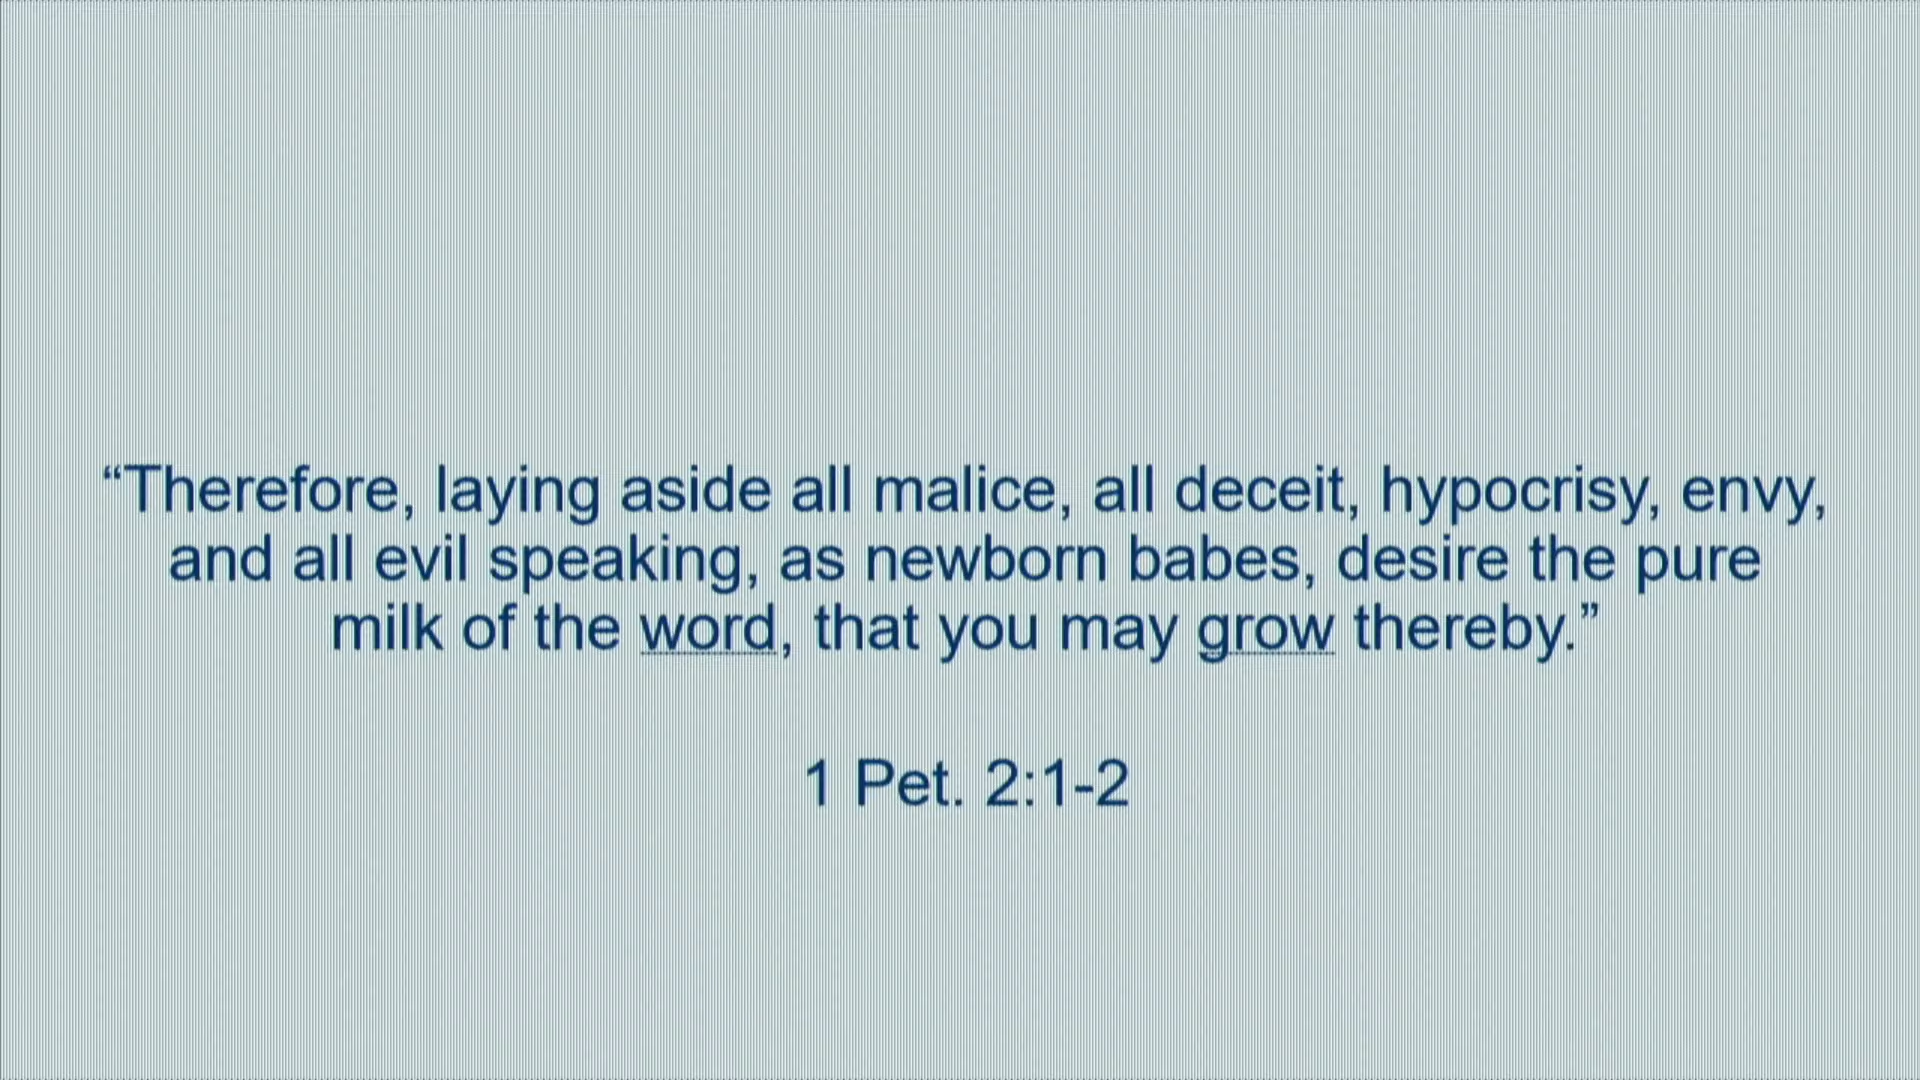 “Therefore, laying aside all malice, all deceit, hypocrisy, envy,
and all evil speaking, as newborn babes, desire the pure
milk of the word, that you may grow thereby.”
1 Pet. 2:1-2